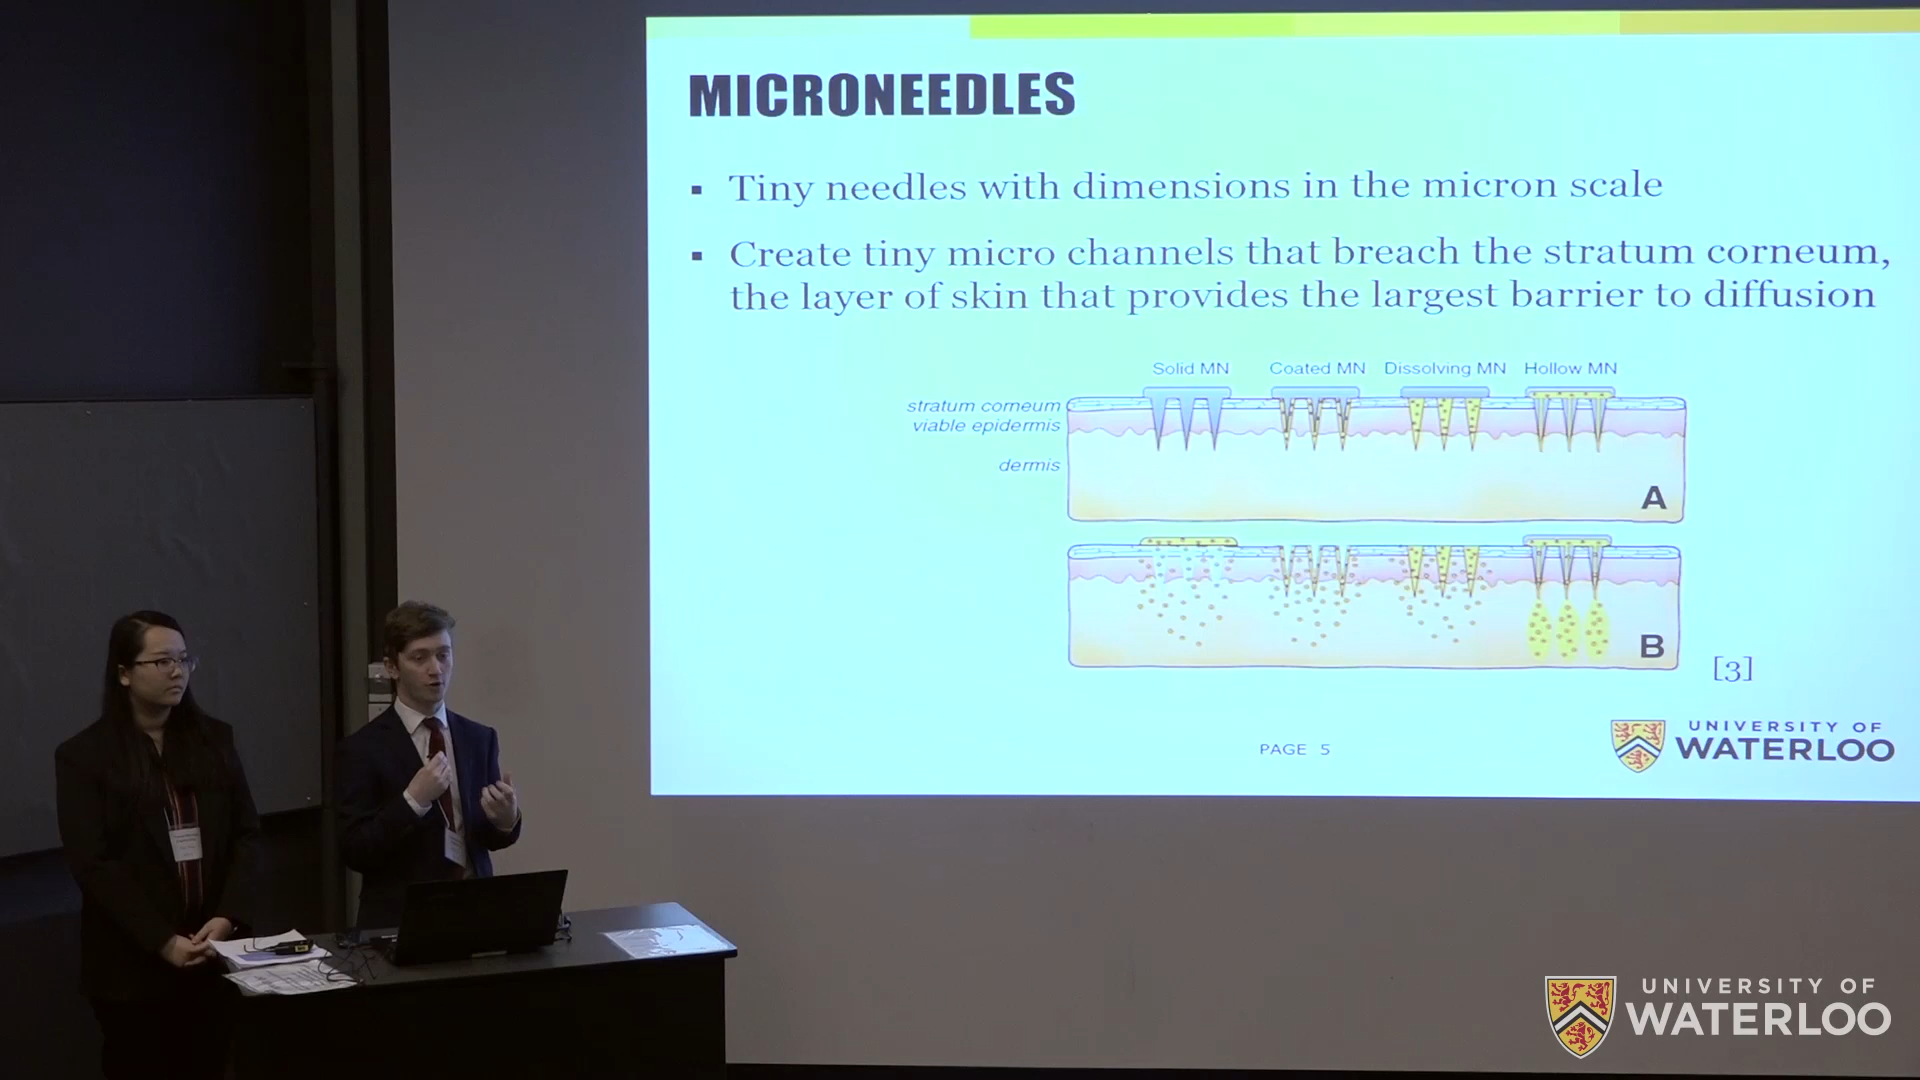 MICRONEEDLES
▪ Tiny needles with dimensions in the micron scale
▪ Create tiny micro channels that breach the stratum corneum,
the layer of skin that provides the largest barrier to diffusion
Solid MN Coated MN Dissolving MN Hollow MN
stratum corneum
viable epidermis
dermis
A
B
[3]
PAGE 5
UNIVERSITY OF
WATERLOO
UNIVERSITY OF
WATERLOO